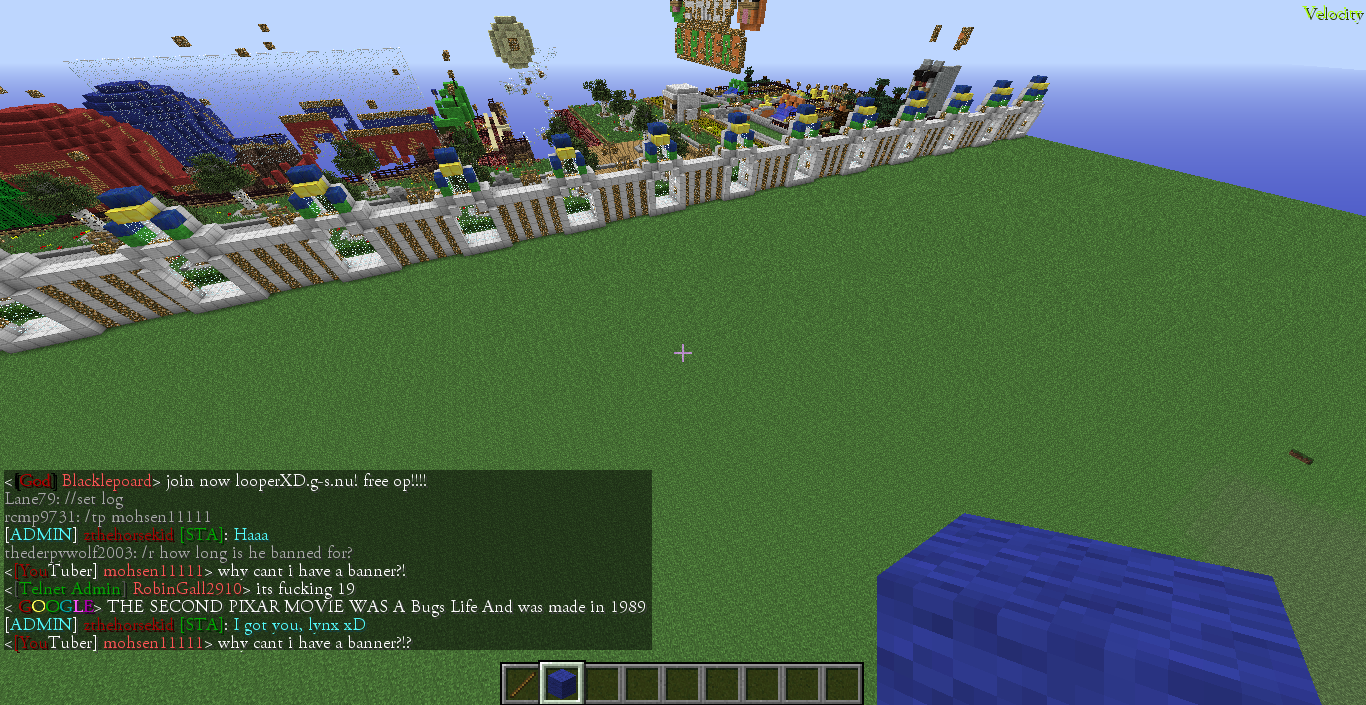 Velocity
<[God] Blacklepoard> join now looperXD.g-s.nu! free op!!!!
Lane79: //set log
rcmp9731: /tp mohsen11111
[ADMIN] xthehorsekid [STA]: Haaa
thederpywolf2003: /r how long is he banned for?
<[YouTuber] mohsen11111> why cant i have a banner?!
<[Telnet Admin] RobinGall2910> its fucking 19
< GOOGLE> THE SECOND PIXAR MOVIE WAS A Bugs Life And was made in 1989
[ADMIN] xthehorsekid [STA]: I got you, lynx xD
<[YouTuber] mohsen11111> why cant i have a banner?!?